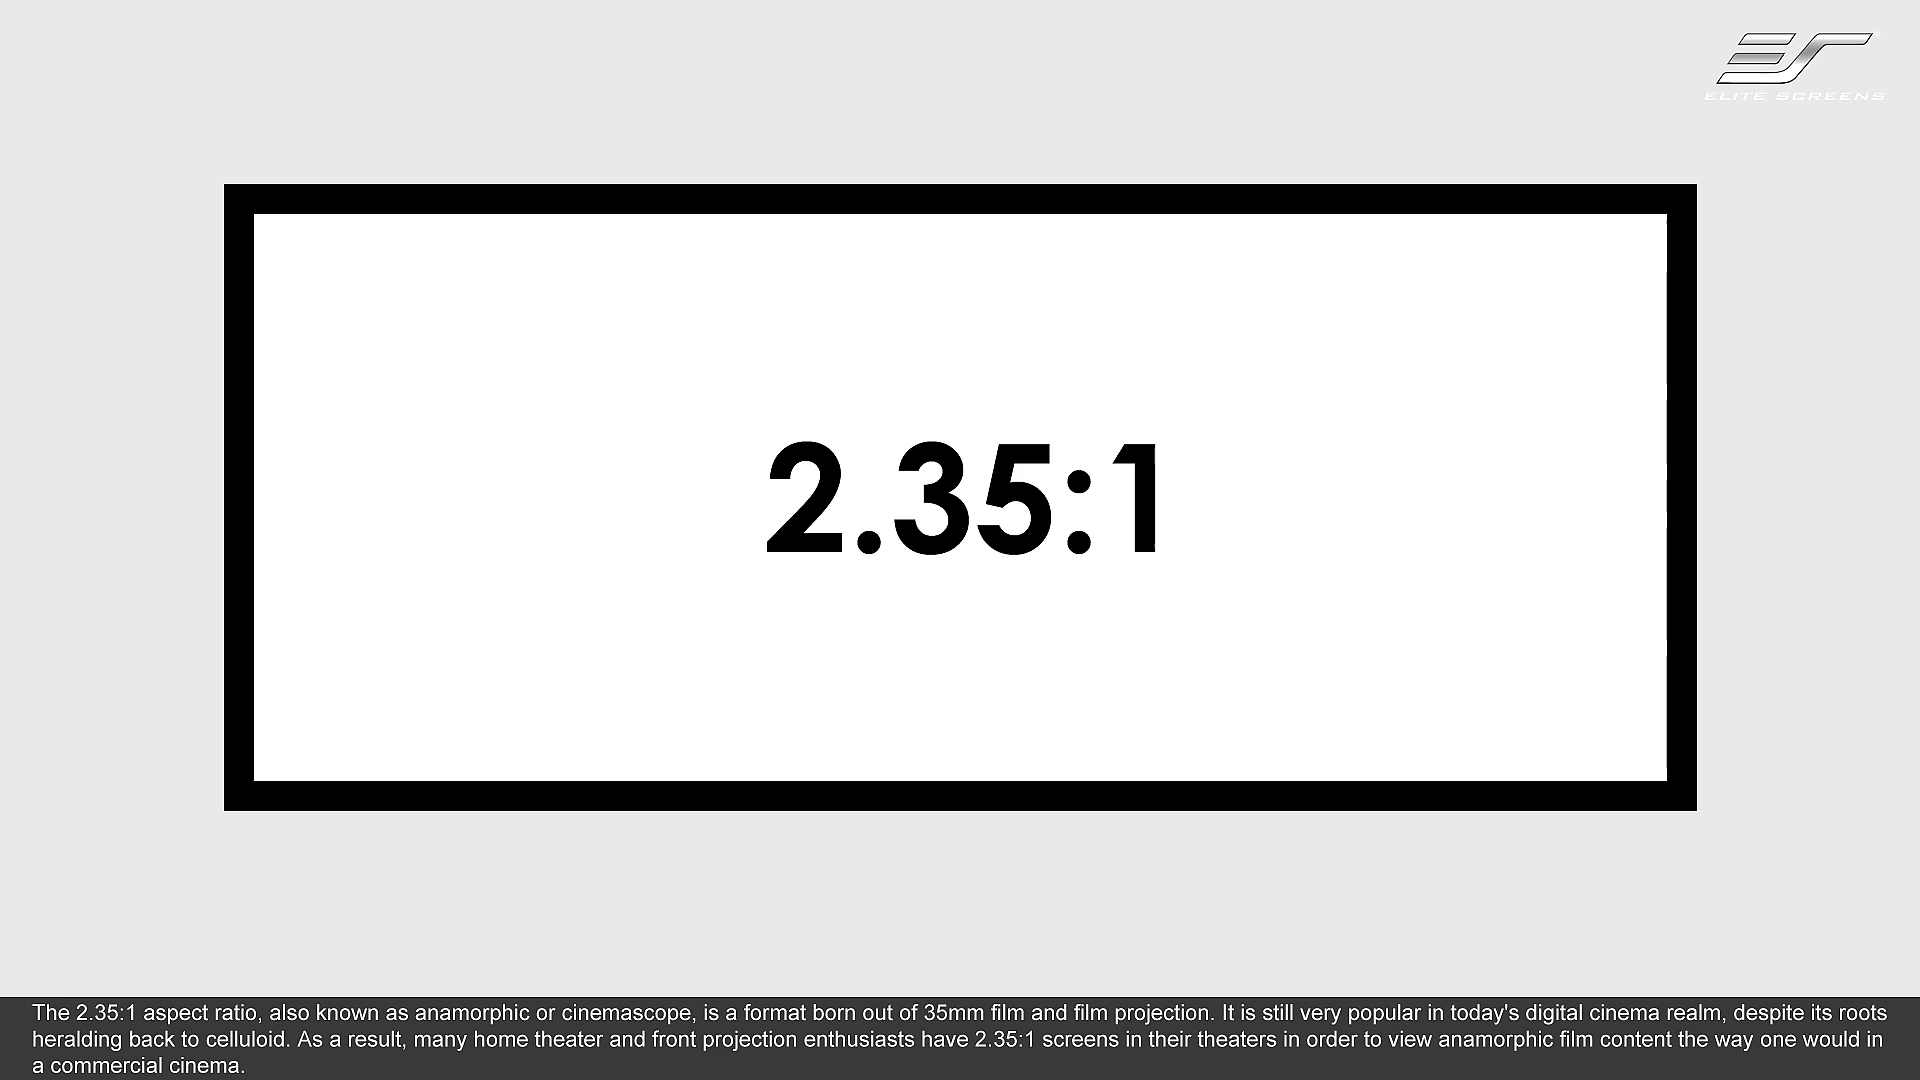 ELITE SCREENS
2.35:1
The 2.35:1 aspect ratio, also known as anamorphic or cinemascope, is a format born out of 35mm film and film projection. It is still very popular in today's digital cinema realm, despite its roots
heralding back to celluloid. As a result, many home theater and front projection enthusiasts have 2.35:1 screens in their theaters in order to view anamorphic film content the way one would in
a commercial cinema.